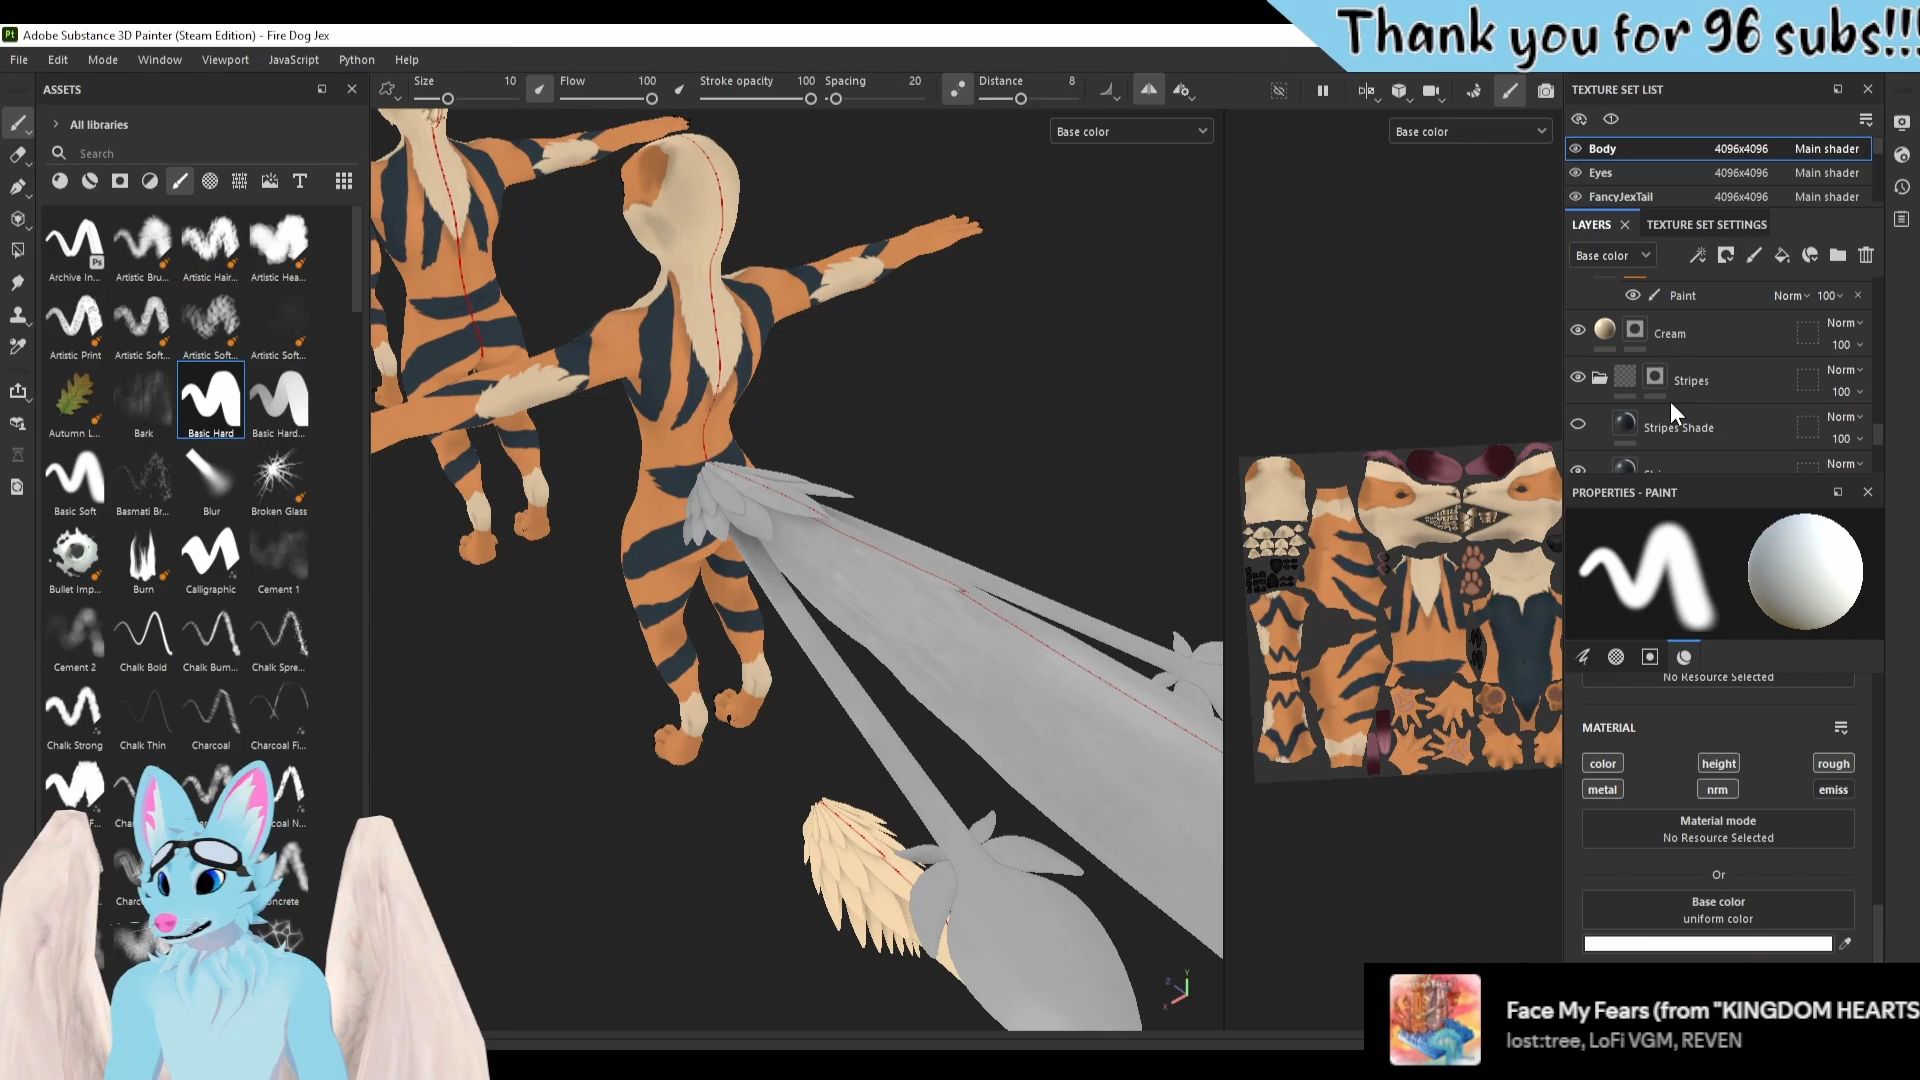 Thank you for 96 subs!!!
Pt Adobe Substance 3D Painter (Steam Edition) - Fire Dog Jex
File Edit Mode Window Viewport JavaScript Python Help
ASSETS
Size 10 Flow 100 Stroke opacity 100 Spacing 20 Distance 8
TEXTURE SET LIST
All libraries
Search
Base color
Base color
Body 4096x4096 Main shader
Eyes 4096x4096 Main shader
FancyJexTail 4096x4096 Main shader
LAYERS TEXTURE SET SETTINGS
Base color
Paint Norm 100
Cream Norm 100
Stripes Norm 100
Stripes Shade Norm 100
Norm
PROPERTIES - PAINT
Ps
Archive In... Artistic Bru... Artistic Hair... Artistic Hea...
Artistic Print Artistic Soft... Artistic Soft... Artistic Soft...
Autumn L... Bark Basic Hard Basic Hard...
Basic Soft Basmati Br... Blur Broken Glass
Bullet Imp... Burn Calligraphic Cement 1
Cement 2 Chalk Bold Chalk Bum... Chalk Spre...
Chalk Strong Chalk Thin Charcoal Charcoal Fi...
No Resource Selected
MATERIAL
color height rough
metal nrm emiss
Material mode
No Resource Selected
Or
Base color
uniform color
Y
Z
X
Face My Fears (from "KINGDOM HEARTS
lost:tree, LoFi VGM, REVEN